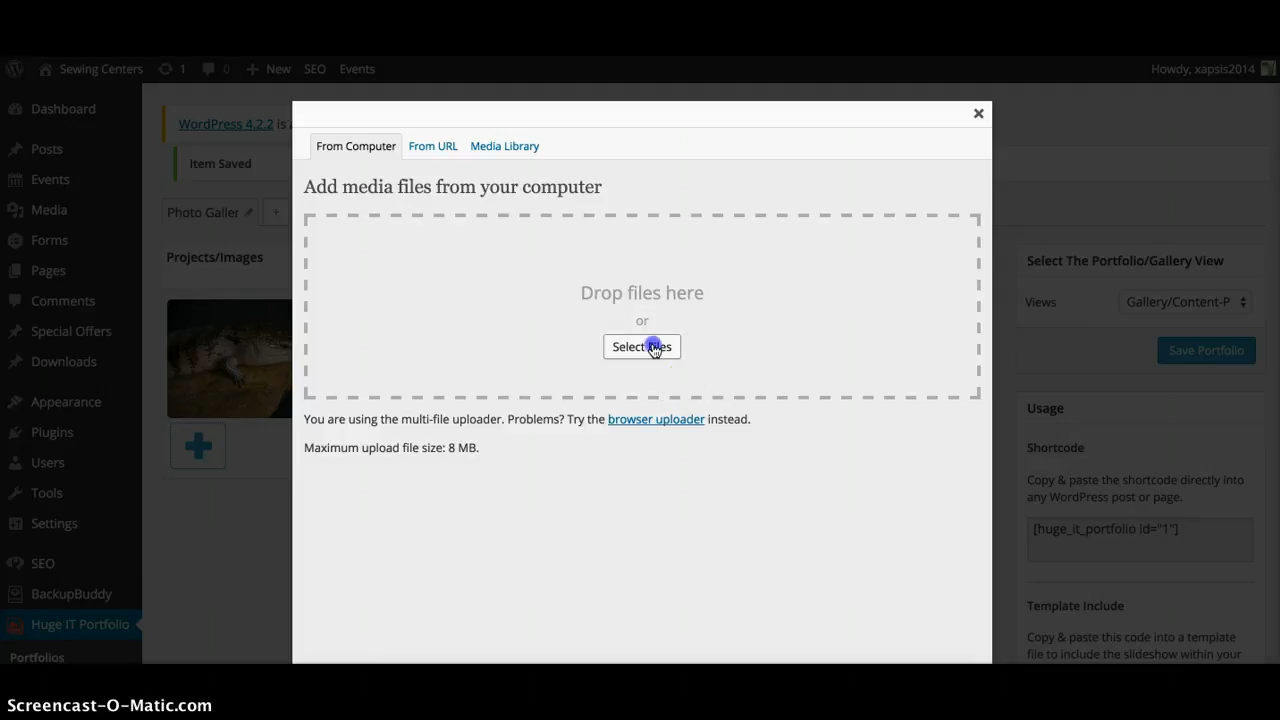 Sewing Centers 1 0 New SEO Events Howdy, xapsis2014
Dashboard
Posts
Events
Media
Forms
Pages
Comments
Special Offers
Downloads
Appearance
Plugins
Users
Tools
Settings
SEO
BackupBuddy
Huge IT Portfolio
Portfolios
WordPress 4.2.2 is
Item Saved
Photo Galler +
Projects/Images
From Computer From URL Media Library
Add media files from your computer
Drop files here
or
Select
You are using the multi-file uploader. Problems? Try the browser uploader instead.
Maximum upload file size: 8 MB.
Select The Portfolio/Gallery View
Views Gallery/Content-P
Save Portfolio
Usage
Shortcode
Copy & paste the shortcode directly into
any WordPress post or page.
[huge_it_portfolio id="1"]
Template Include
Copy & paste this code into a template
file to include the slideshow within your
Screencast-O-Matic.com